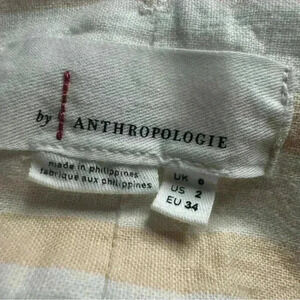 by ANTHROPOLOGIE
made in philippines
fabriqué aux philippines
UK 6
US 2
EU 34